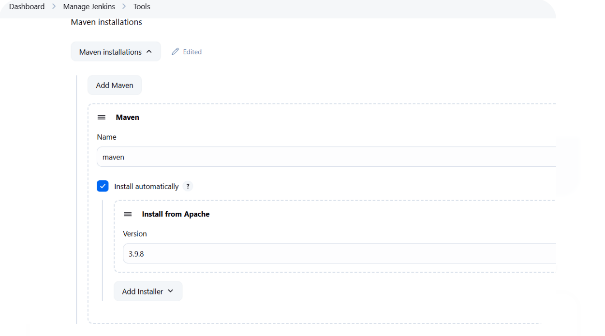 Dashboard > Manage Jenkins > Tools
Maven installations
Maven installations Edited
Add Maven
Maven
Name
maven
Install automatically ?
Install from Apache
Version
3.9.8
Add Installer